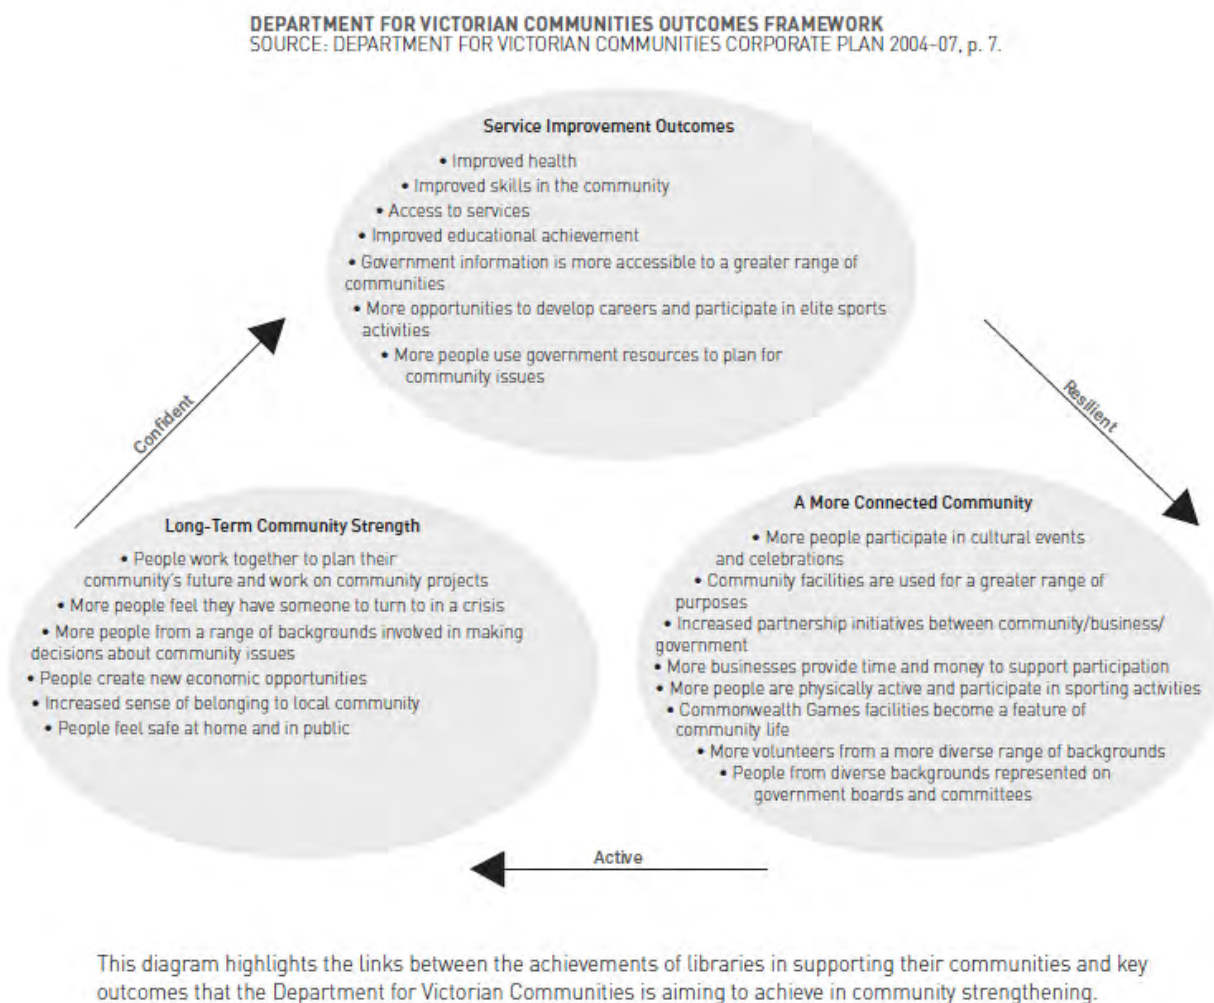 DEPARTMENT FOR VICTORIAN COMMUNITIES OUTCOMES FRAMEWORK
SOURCE: DEPARTMENT FOR VICTORIAN COMMUNITIES CORPORATE PLAN 2004–07, p. 7.
Service Improvement Outcomes
• Improved health
• Improved skills in the community
• Access to services
• Improved educational achievement
• Government information is more accessible to a greater range of
communities
• More opportunities to develop careers and participate in elite sports
activities
• More people use government resources to plan for
community issues
Confident
Resilient
Long-Term Community Strength
• People work together to plan their
community's future and work on community projects
• More people feel they have someone to turn to in a crisis
• More people from a range of backgrounds involved in making
decisions about community issues
• People create new economic opportunities
• Increased sense of belonging to local community
• People feel safe at home and in public
A More Connected Community
• More people participate in cultural events
and celebrations
• Community facilities are used for a greater range of
purposes
• Increased partnership initiatives between community/business/
government
• More businesses provide time and money to support participation
• More people are physically active and participate in sporting activities
• Commonwealth Games facilities become a feature of
community life
• More volunteers from a more diverse range of backgrounds
• People from diverse backgrounds represented on
government boards and committees
Active
This diagram highlights the links between the achievements of libraries in supporting their communities and key
outcomes that the Department for Victorian Communities is aiming to achieve in community strengthening.